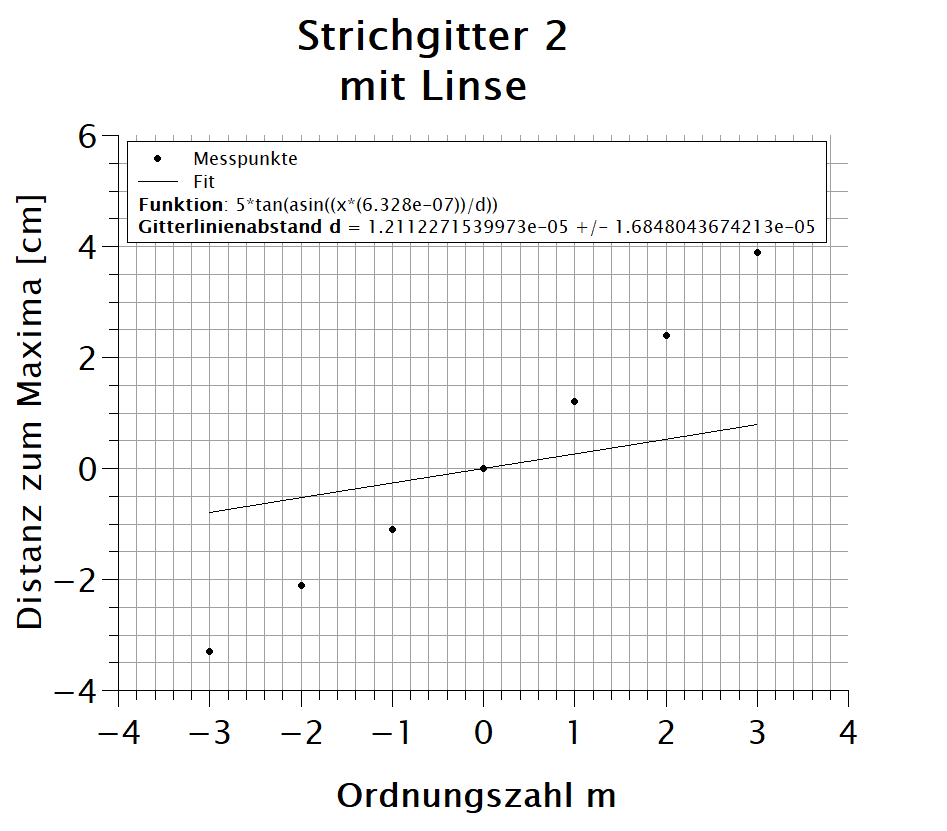 Strichgitter 2
mit Linse
Messpunkte
Fit
Funktion: 5*tan(asin((x*(6.328e-07))/d))
Gitterlinienabstand d = 1.2112271539973e-05 +/- 1.6848043674213e-05
Distanz zum Maxima [cm]
6
4
2
0
−2
−4
−4 −3 −2 −1 0 1 2 3 4
Ordnungszahl m